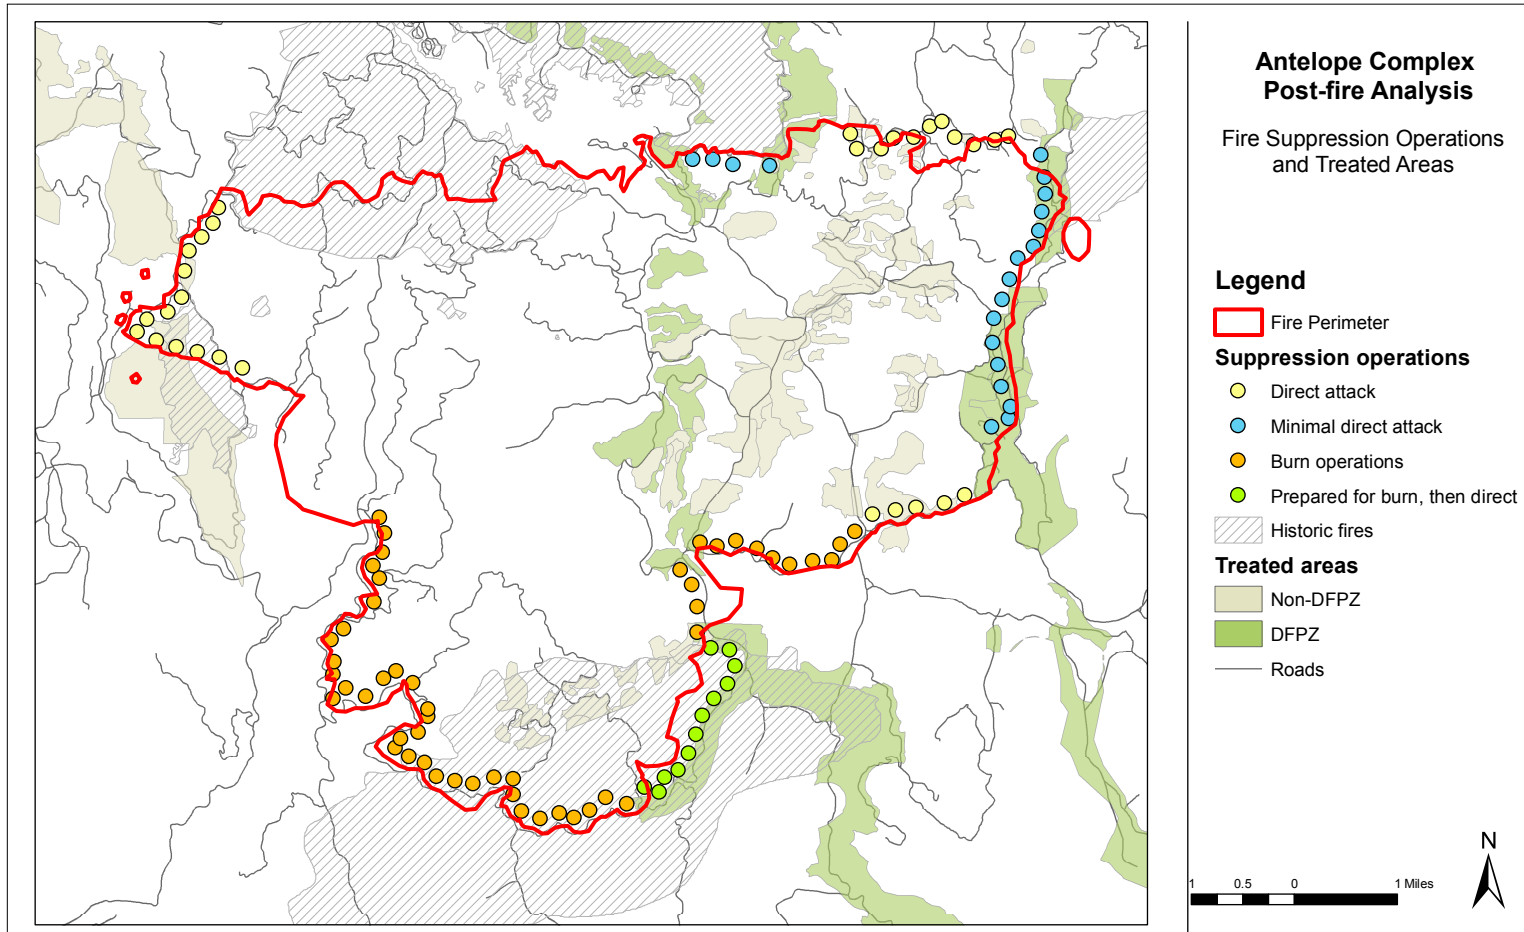 Antelope Complex
Post-fire Analysis
Fire Suppression Operations
and Treated Areas
Legend
Fire Perimeter
Suppression operations
Direct attack
Minimal direct attack
Burn operations
Prepared for burn, then direct
Historic fires
Treated areas
Non-DFPZ
DFPZ
Roads
N
1 0.5 0 1 Miles